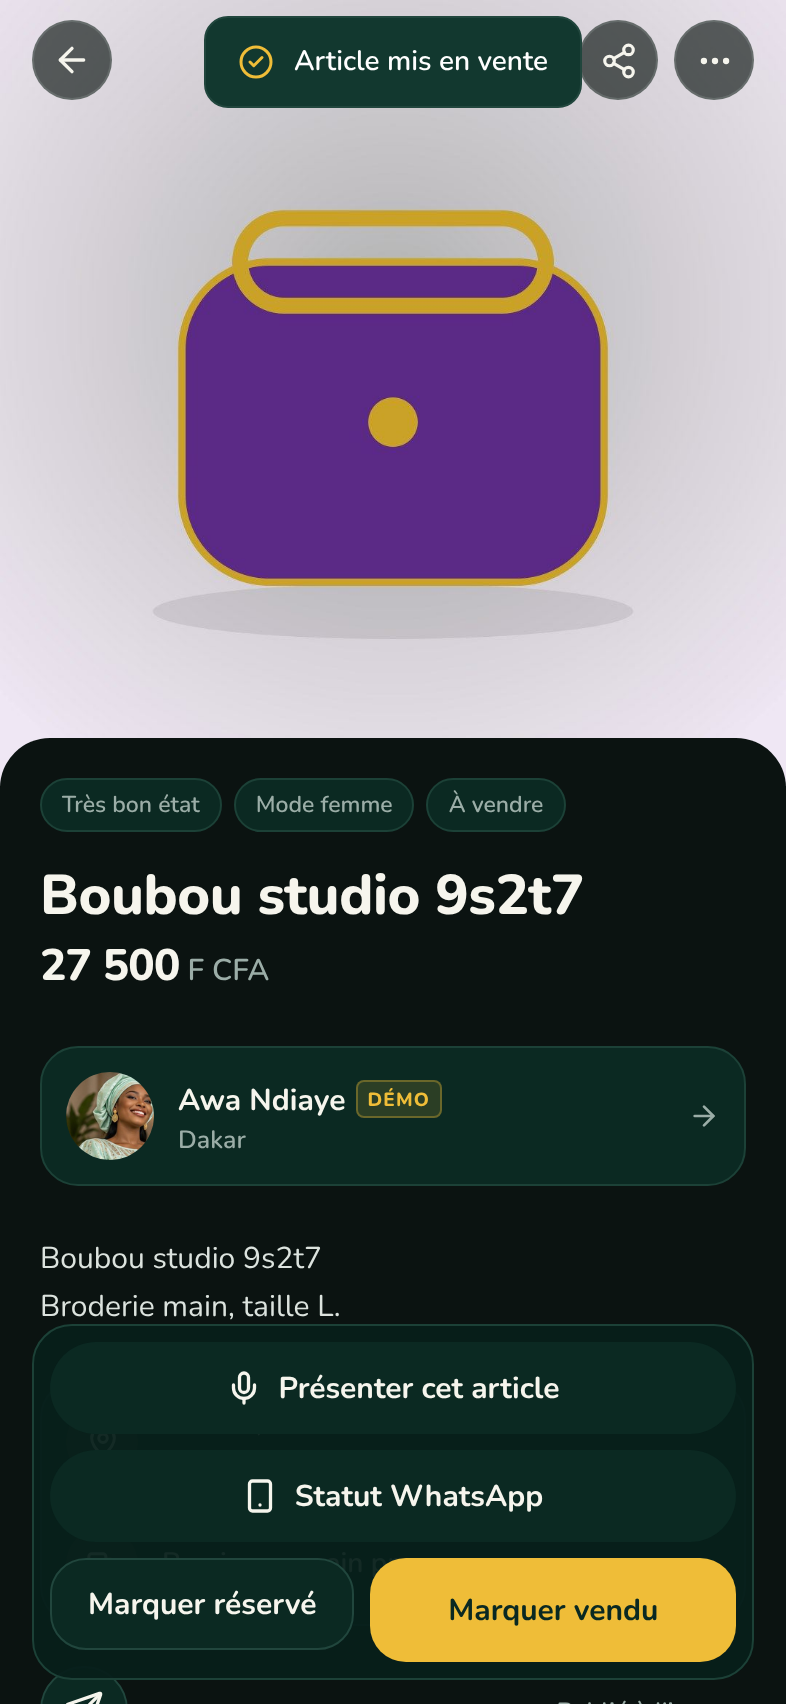 Article mis en vente
Très bon état
Mode femme
À vendre
Boubou studio 9s2t7
27 500 F CFA
Awa Ndiaye DÉMO
Dakar
Boubou studio 9s2t7
Broderie main, taille L.
Présenter cet article
Statut WhatsApp
Marquer réservé
Marquer vendu